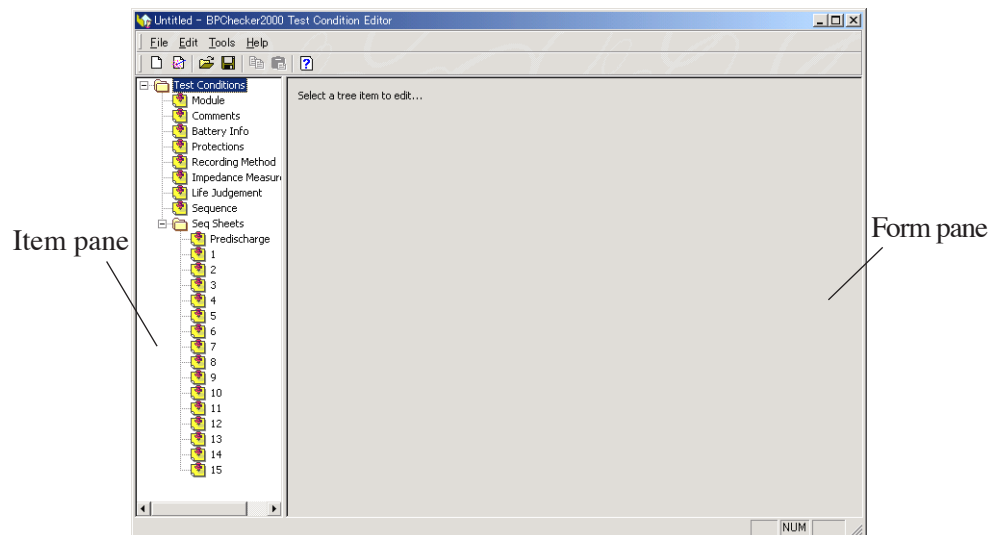 Untitled - BPChecker2000 Test Condition Editor
File Edit Tools Help
Test Conditions
Select a tree item to edit...
Module
Comments
Battery Info
Protections
Recording Method
Impedance Measur
Life Judgement
Sequence
Seq Sheets
Item pane
Form pane
Predischarge
1
2
3
4
5
6
7
8
9
10
11
12
13
14
15
NUM